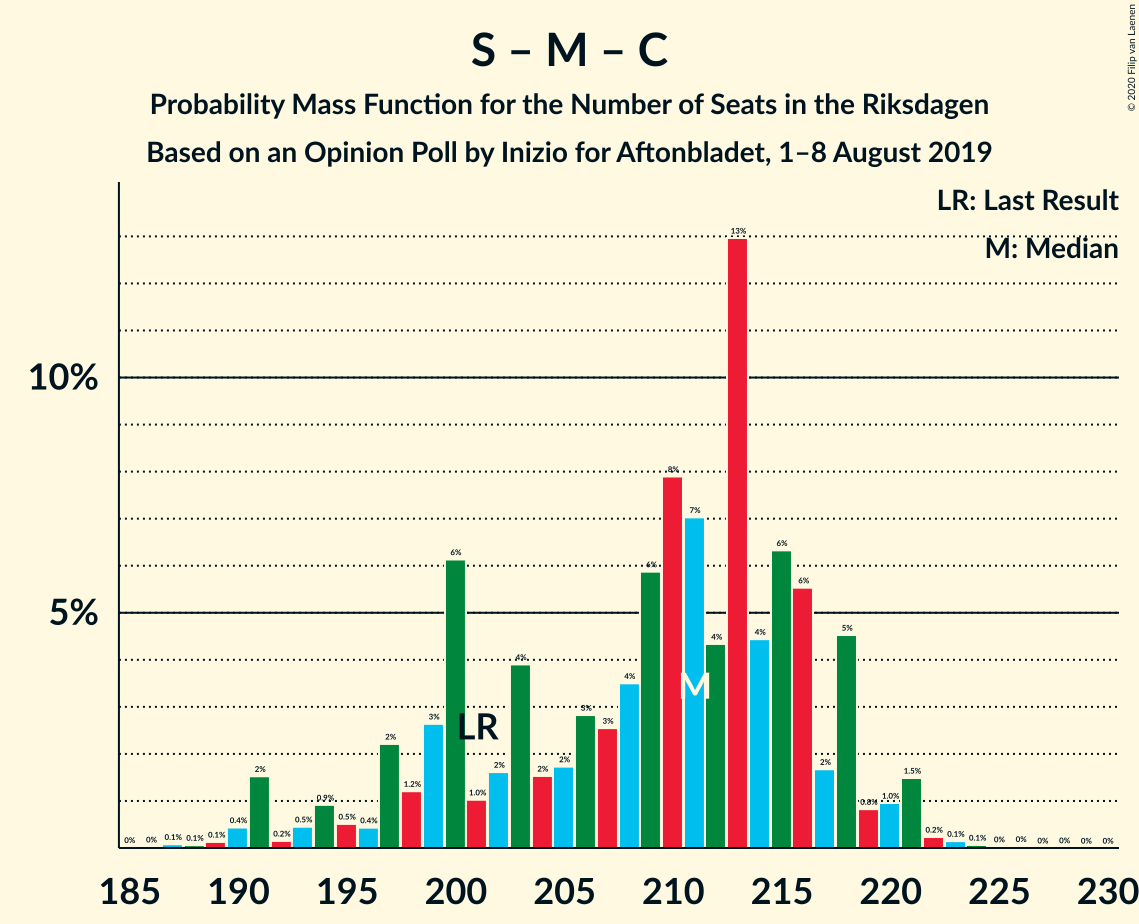 © 2020 Filip van Laenen
S – M – C
Probability Mass Function for the Number of Seats in the Riksdagen
Based on an Opinion Poll by Inizio for Aftonbladet, 1–8 August 2019
LR: Last Result
M: Median
10%
5%
0% 0% 0.1% 0.1% 0.1% 0.4% 2% 0.2% 0.5% 0.9% 0.5% 0.4% 2% 1.2% 3% 6% 1.0% 2% 4% 2% 2% 3% 3% 4% 6% 8% 7% 4% 13% 4% 6% 6% 2% 5% 0.8% 1.0% 1.5% 0.2% 0.1% 0.1% 0% 0% 0% 0% 0% 0%
LR
M
185 190 195 200 205 210 215 220 225 230